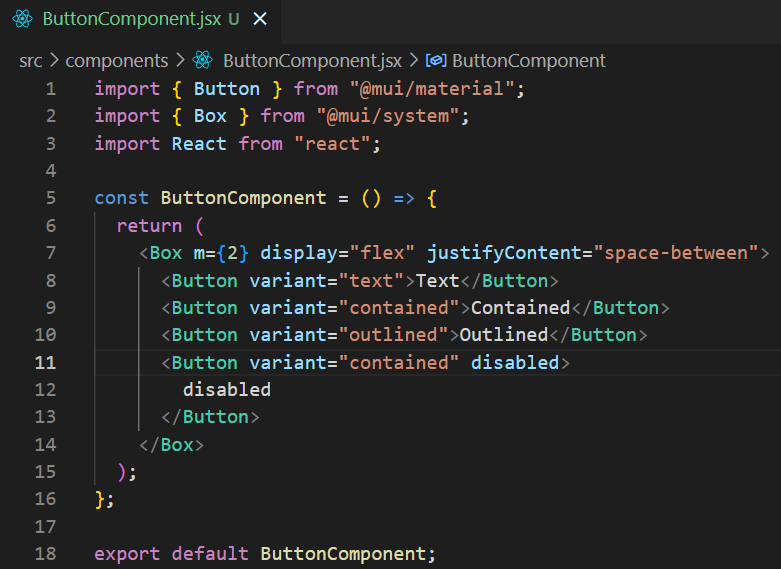 ButtonComponent.jsx U
src > components > ButtonComponent.jsx > ButtonComponent
1 import { Button } from "@mui/material";
2 import { Box } from "@mui/system";
3 import React from "react";
4
5 const ButtonComponent = () => {
6   return (
7     <Box m={2} display="flex" justifyContent="space-between">
8       <Button variant="text">Text</Button>
9       <Button variant="contained">Contained</Button>
10       <Button variant="outlined">Outlined</Button>
11       <Button variant="contained" disabled>
12         disabled
13       </Button>
14     </Box>
15   );
16 };
17
18 export default ButtonComponent;